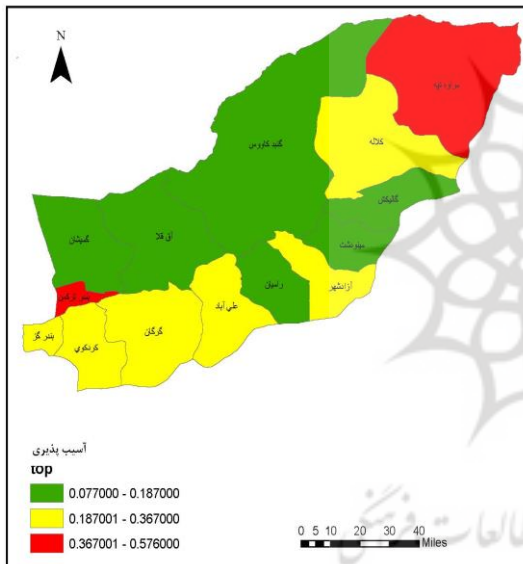 N
مراوه تپه
کلاله
گنبد کاووس
گالیکش
گمیشان
آق قلا
مینودشت
رامیان
آزادشهر
بندر ترکمن
علي آباد
گرگان
بندر گز
کردکوي
آسیب پذیری
top
0.077000 - 0.187000
0.187001 - 0.367000
0.367001 - 0.576000
0 5 10 20 30 40
Miles